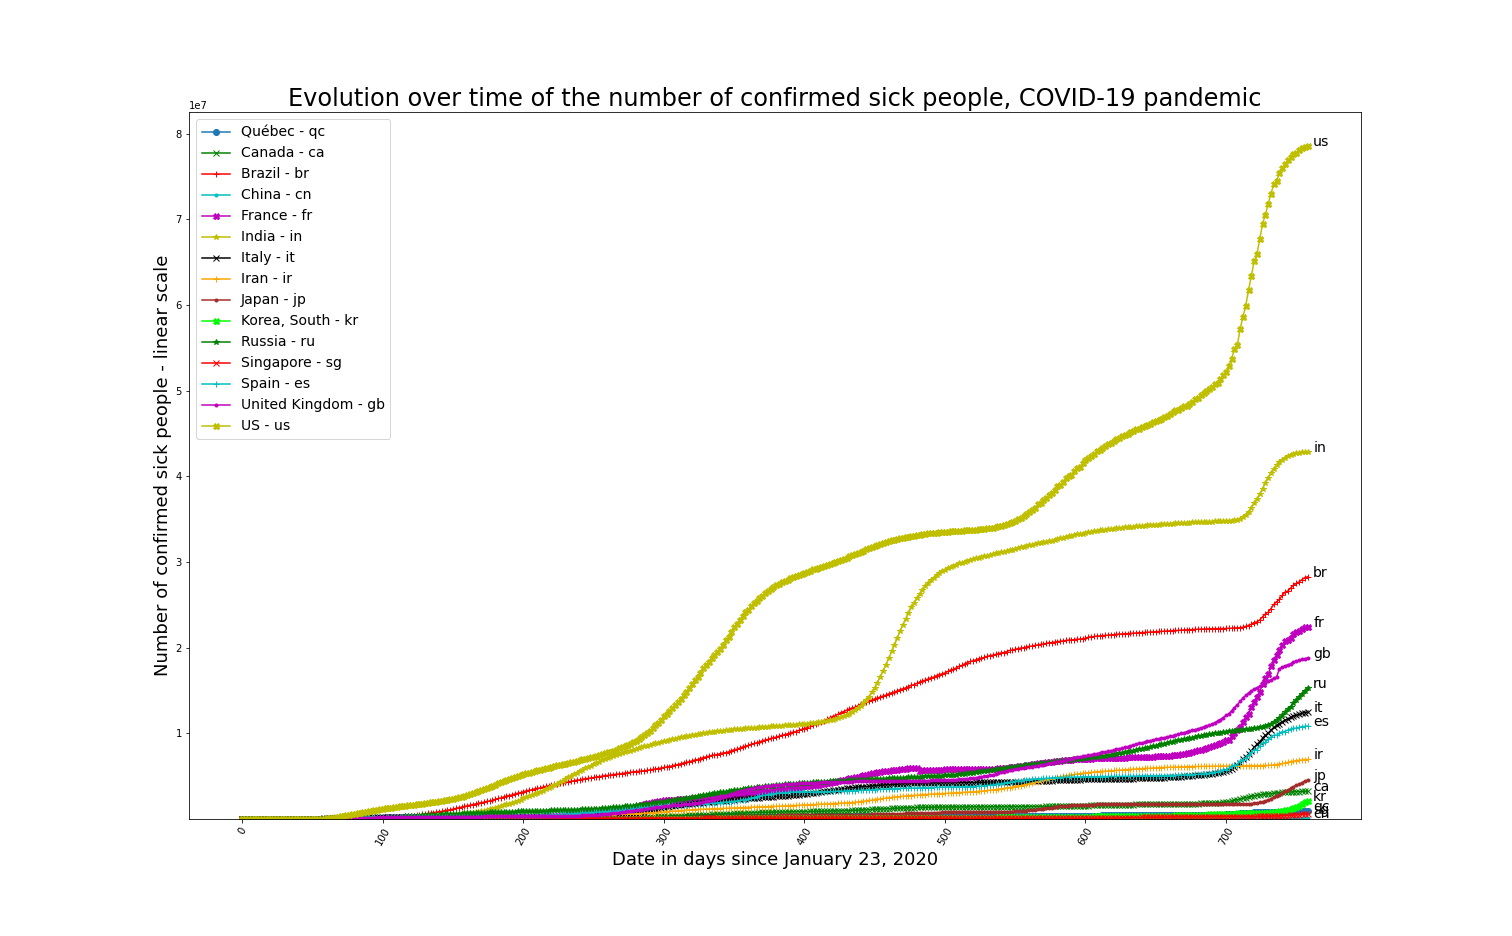 Evolution over time of the number of confirmed sick people, COVID-19 pandemic
1e7
8
7
6
5
4
3
2
1
Number of confirmed sick people - linear scale
Québec - qc
Canada - ca
Brazil - br
China - cn
France - fr
India - in
Italy - it
Iran - ir
Japan - jp
Korea, South - kr
Russia - ru
Singapore - sg
Spain - es
United Kingdom - gb
US - us
us
in
br
fr
gb
ru
it
es
ir
jp
ca
kr
cn
0
100
200
300
400
500
600
700
Date in days since January 23, 2020